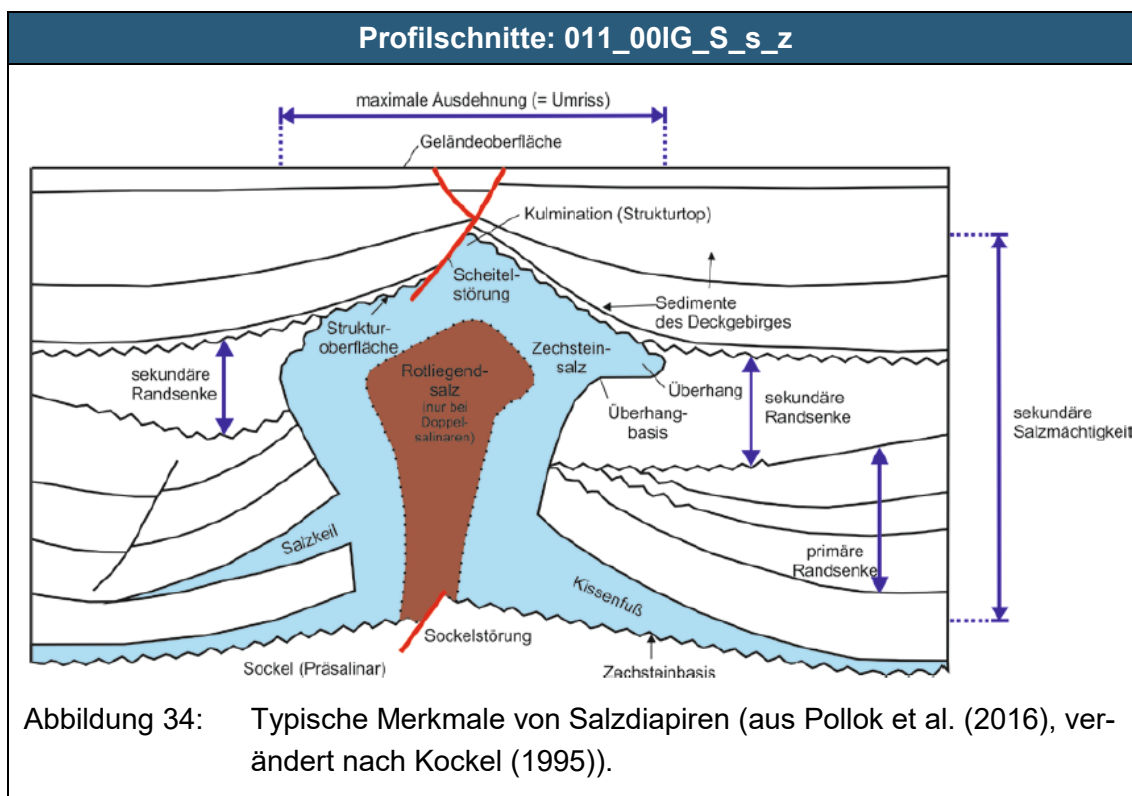 Profilschnitte: 011_00IG_S_s_z
maximale Ausdehnung (= Umriss)
Geländeoberfläche
Kulmination (Strukturtop)
Scheitel-
störung
Sedimente
des Deckgebirges
Struktur-
oberfläche
Zechstein-
salz
sekundäre
Randsenke
Rotliegend-
salz
(nur bei
Doppel-
salinaren)
Überhang
Überhang-
basis
sekundäre
Randsenke
sekundäre
Salzmächtigkeit
Salzkeil
primäre
Randsenke
Kissenfuß
Sockelstörung
Sockel (Präsalinar)
Zechsteinbasis
Abbildung 34: Typische Merkmale von Salzdiapiren (aus Pollok et al. (2016), ver-
ändert nach Kockel (1995)).